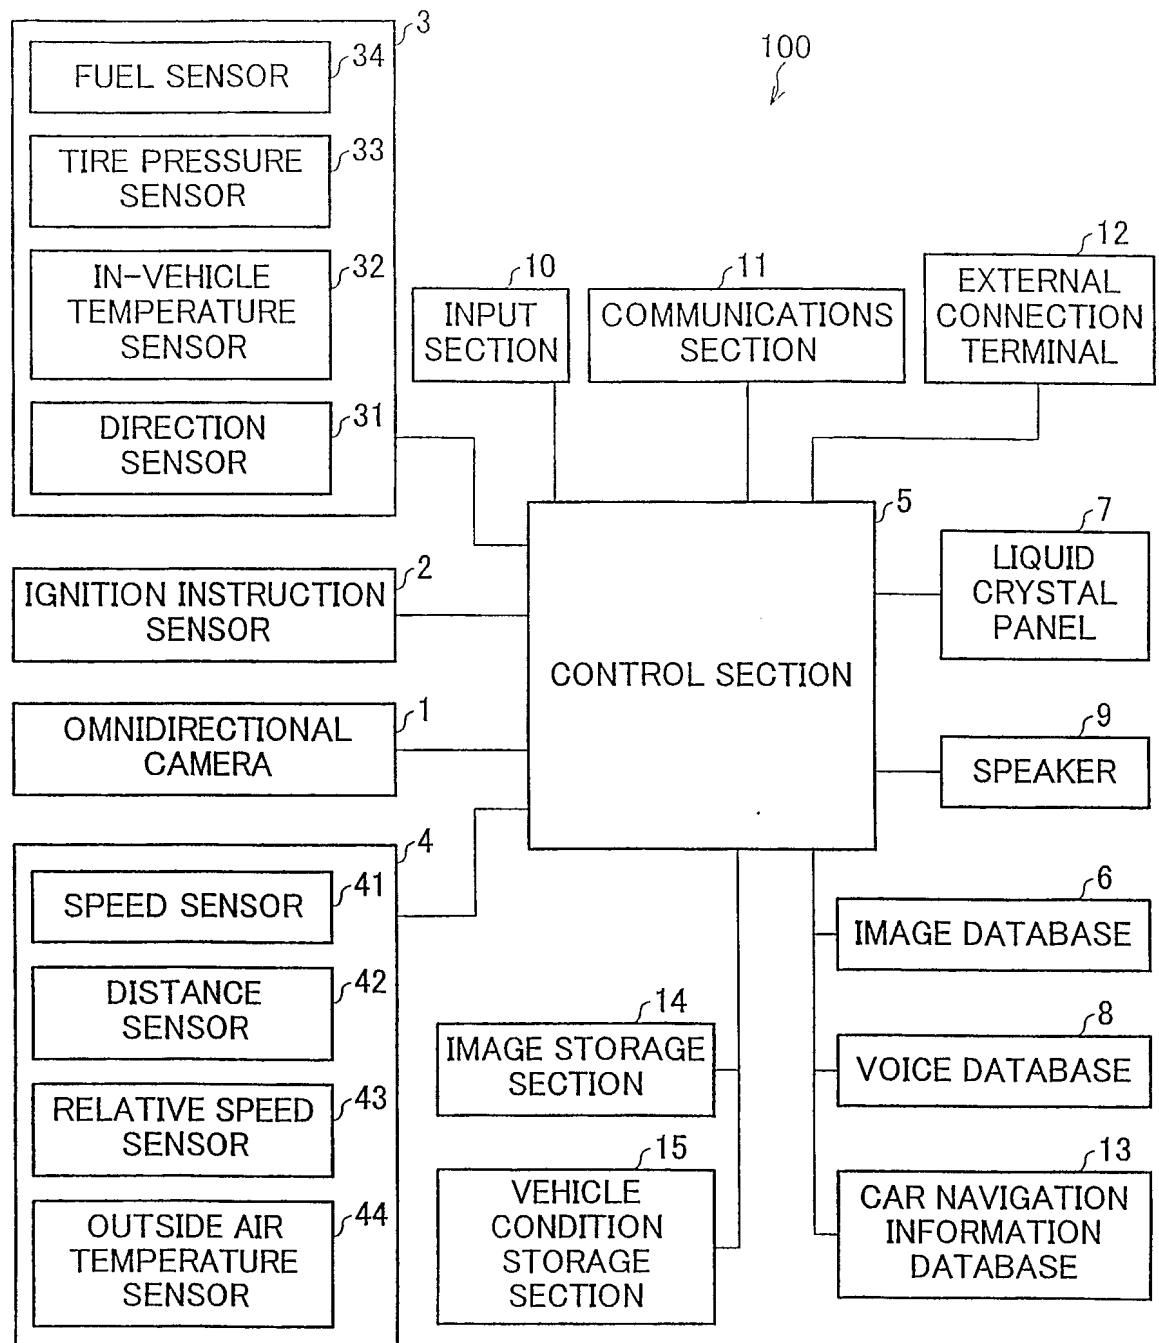 3
FUEL SENSOR
34
TIRE PRESSURE
SENSOR
33
IN-VEHICLE
TEMPERATURE
SENSOR
32
DIRECTION
SENSOR
31
100
10
INPUT
SECTION
11
COMMUNICATIONS
SECTION
12
EXTERNAL
CONNECTION
TERMINAL
2
IGNITION INSTRUCTION
SENSOR
1
OMNIDIRECTIONAL
CAMERA
5
CONTROL SECTION
7
LIQUID
CRYSTAL
PANEL
9
SPEAKER
4
SPEED SENSOR
41
DISTANCE
SENSOR
42
RELATIVE SPEED
SENSOR
43
OUTSIDE AIR
TEMPERATURE
SENSOR
44
14
IMAGE STORAGE
SECTION
15
VEHICLE
CONDITION
STORAGE
SECTION
6
IMAGE DATABASE
8
VOICE DATABASE
13
CAR NAVIGATION
INFORMATION
DATABASE